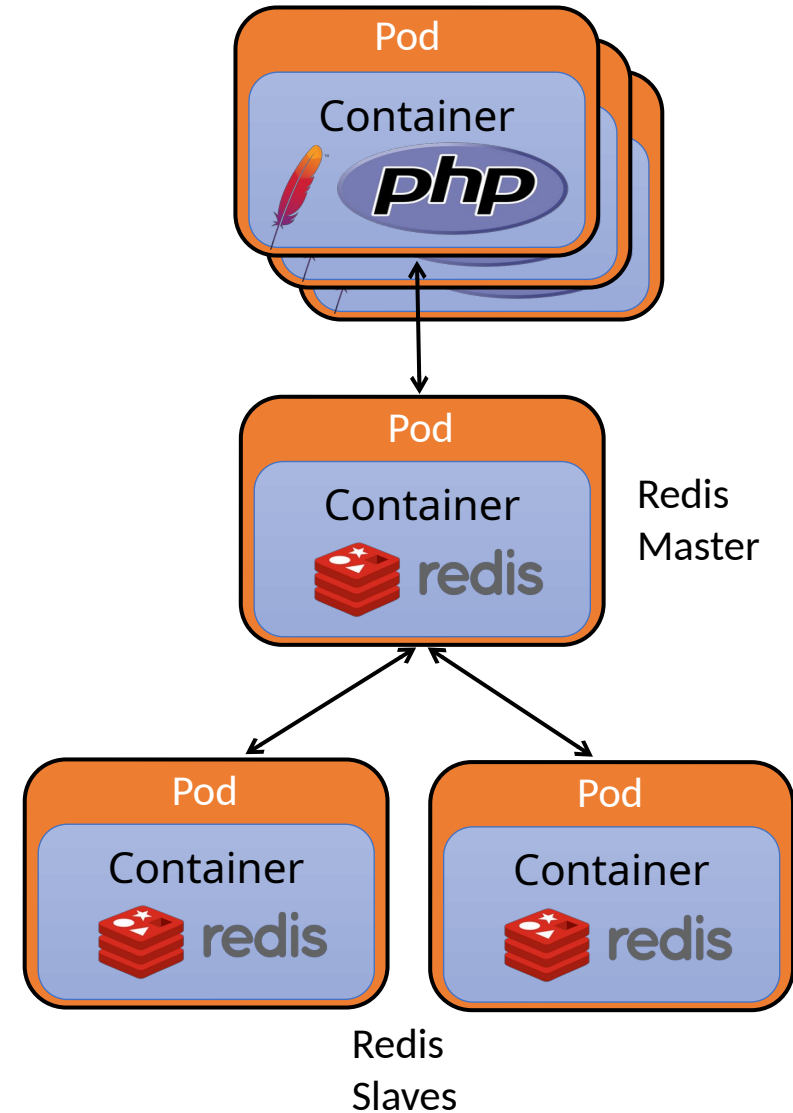 Pod
Container
php
Pod
Container
redis
Redis
Master
Pod
Container
redis
Pod
Container
redis
Redis
Slaves